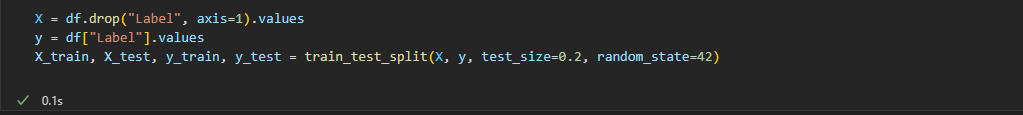 X = df.drop("Label", axis=1).values
y = df["Label"].values
X_train, X_test, y_train, y_test = train_test_split(X, y, test_size=0.2, random_state=42)
0.1s